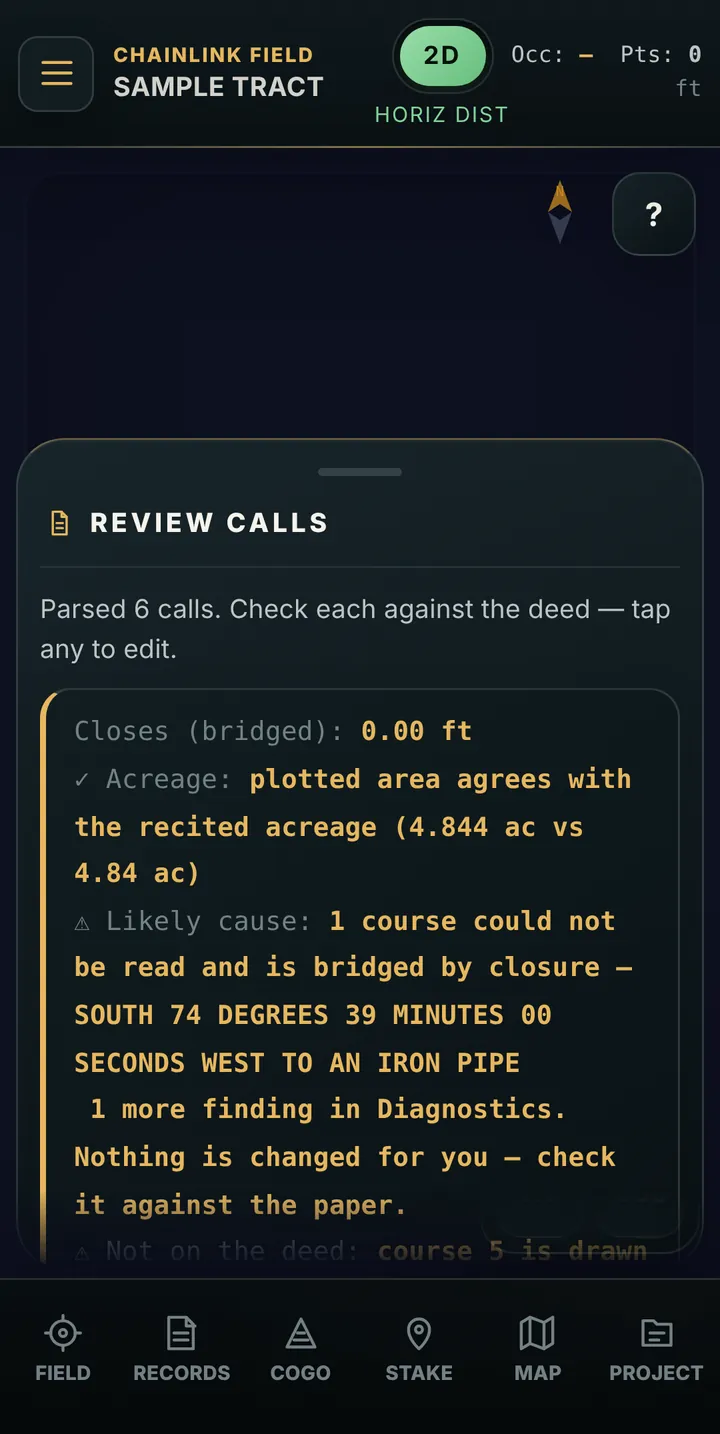 CHAINLINK FIELD
SAMPLE TRACT
2D
HORIZ DIST
Occ: — Pts: 0
ft
?
REVIEW CALLS
Parsed 6 calls. Check each against the deed — tap
any to edit.
Closes (bridged): 0.00 ft
✓ Acreage: plotted area agrees with
the recited acreage (4.844 ac vs
4.84 ac)
⚠ Likely cause: 1 course could not
be read and is bridged by closure —
SOUTH 74 DEGREES 39 MINUTES 00
SECONDS WEST TO AN IRON PIPE
1 more finding in Diagnostics.
Nothing is changed for you — check
it against the paper.
⚠ Not on the deed: course 5 is drawn
FIELD
RECORDS
COGO
STAKE
MAP
PROJECT